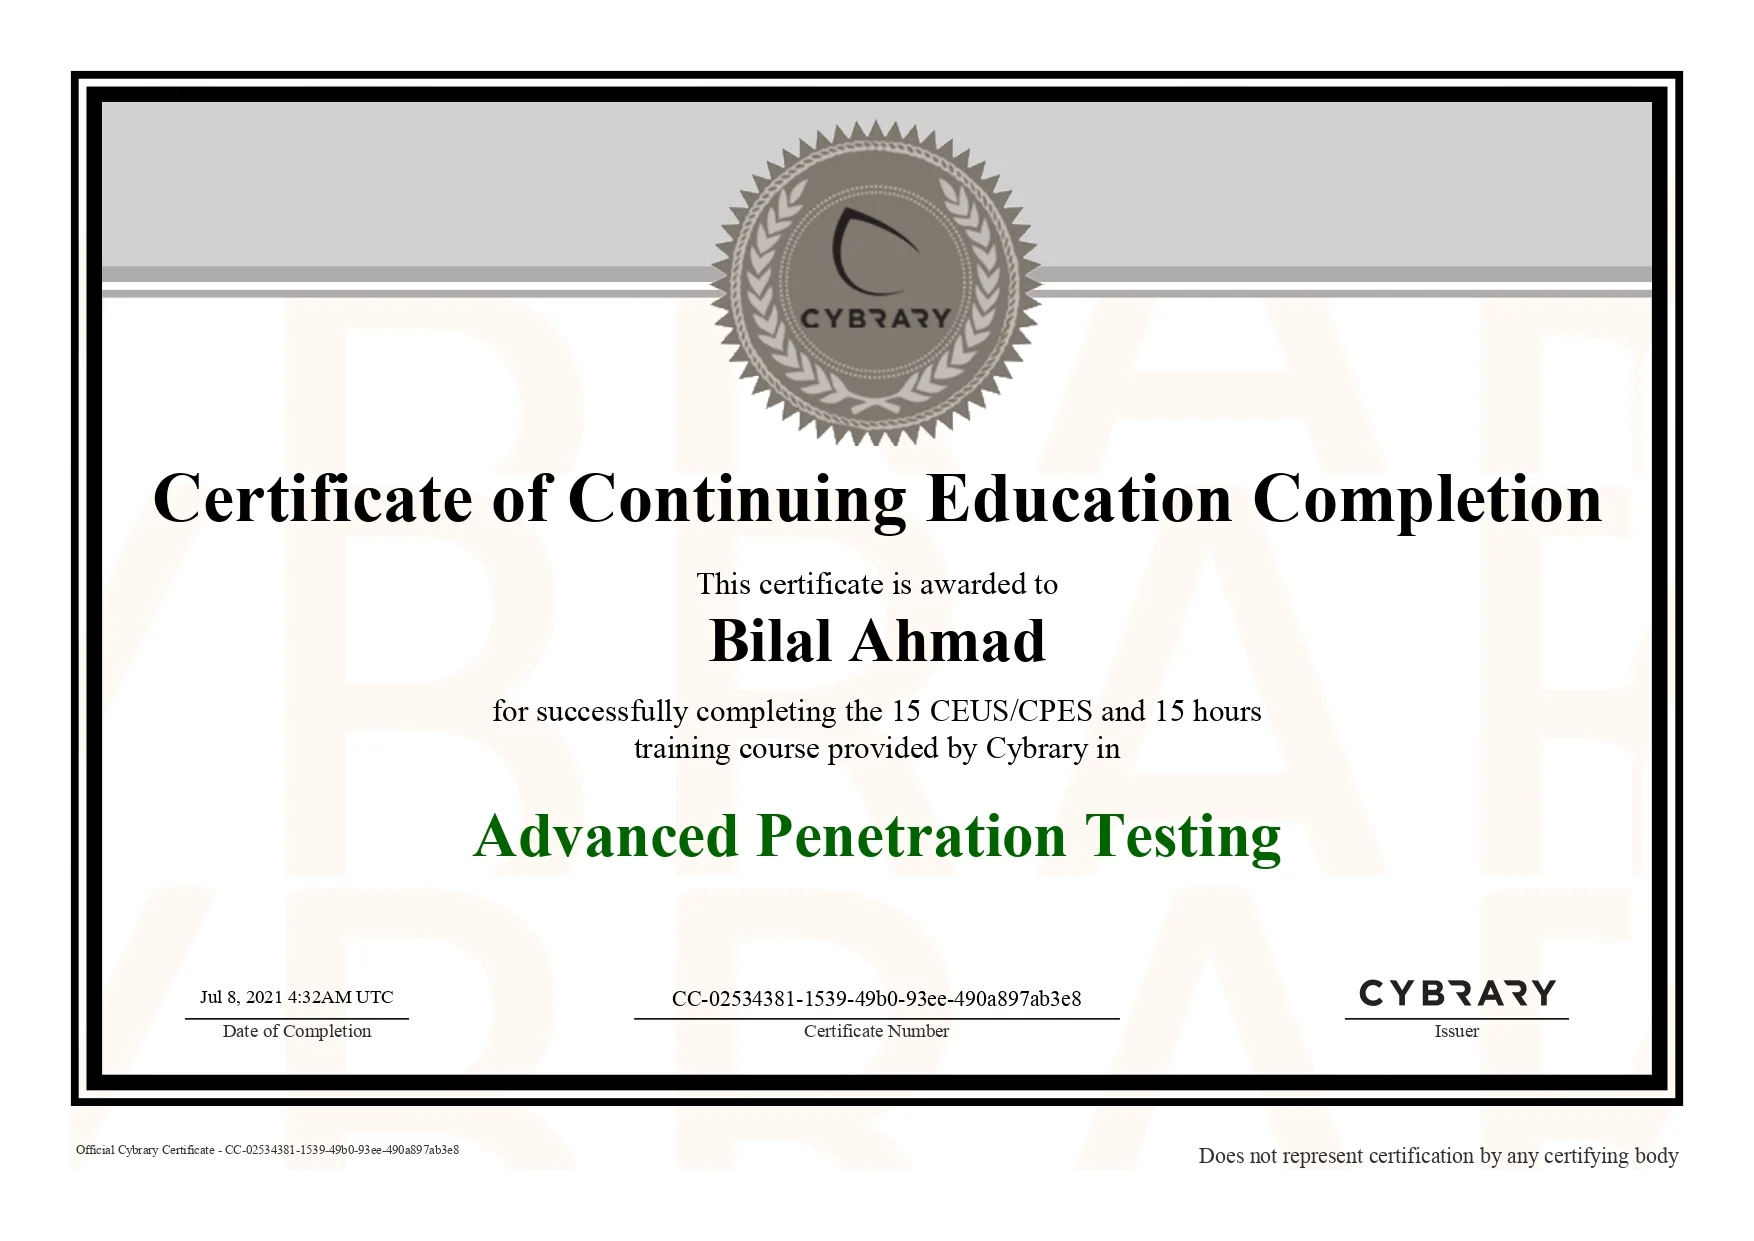 CYBRARY
Certificate of Continuing Education Completion
This certificate is awarded to
Bilal Ahmad
for successfully completing the 15 CEUS/CPES and 15 hours
training course provided by Cybrary in
Advanced Penetration Testing
Jul 8, 2021 4:32AM UTC
Date of Completion
CC-02534381-1539-49b0-93ee-490a897ab3e8
Certificate Number
CYBRARY
Issuer
Official Cybrary Certificate - CC-02534381-1539-49b0-93ee-490a897ab3e8
Does not represent certification by any certifying body